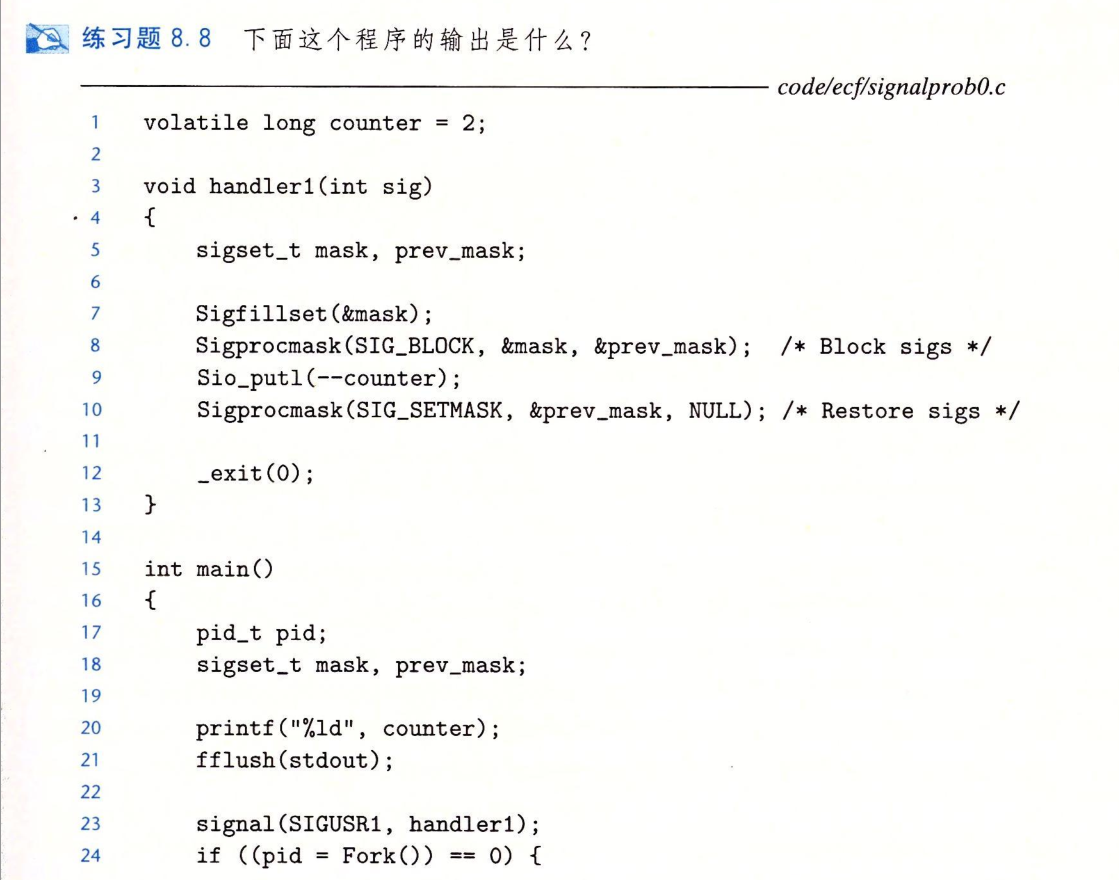 练习题 8.8 下面这个程序的输出是什么？
code/ecf/signalprob0.c
1 volatile long counter = 2;
2
3 void handler1(int sig)
4 {
5 sigset_t mask, prev_mask;
6
7 Sigfillset(&mask);
8 Sigprocmask(SIG_BLOCK, &mask, &prev_mask); /* Block sigs */
9 Sio_putl(--counter);
10 Sigprocmask(SIG_SETMASK, &prev_mask, NULL); /* Restore sigs */
11
12 _exit(0);
13 }
14
15 int main()
16 {
17 pid_t pid;
18 sigset_t mask, prev_mask;
19
20 printf("%ld", counter);
21 fflush(stdout);
22
23 signal(SIGUSR1, handler1);
24 if ((pid = Fork()) == 0) {